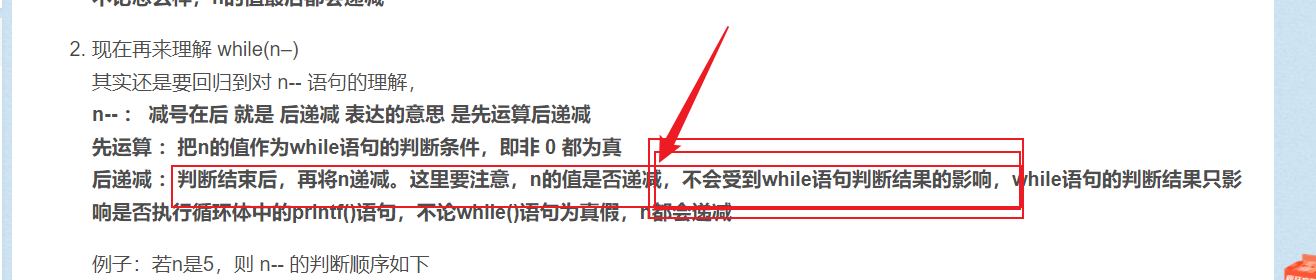 不论怎么样，n的值最后都会递减
2. 现在再来理解 while(n–)
其实还是要回归到对 n-- 语句的理解，
n-- ： 减号在后 就是 后递减 表达的意思 是先运算后递减
先运算 ：把n的值作为while语句的判断条件，即非 0 都为真
后递减 ：判断结束后，再将n递减。这里要注意，n的值是否递减，不会受到while语句判断结果的影响，while语句的判断结果只影
响是否执行循环体中的printf()语句，不论while()语句为真假，n都会递减
例子：若n是5，则 n-- 的判断顺序如下